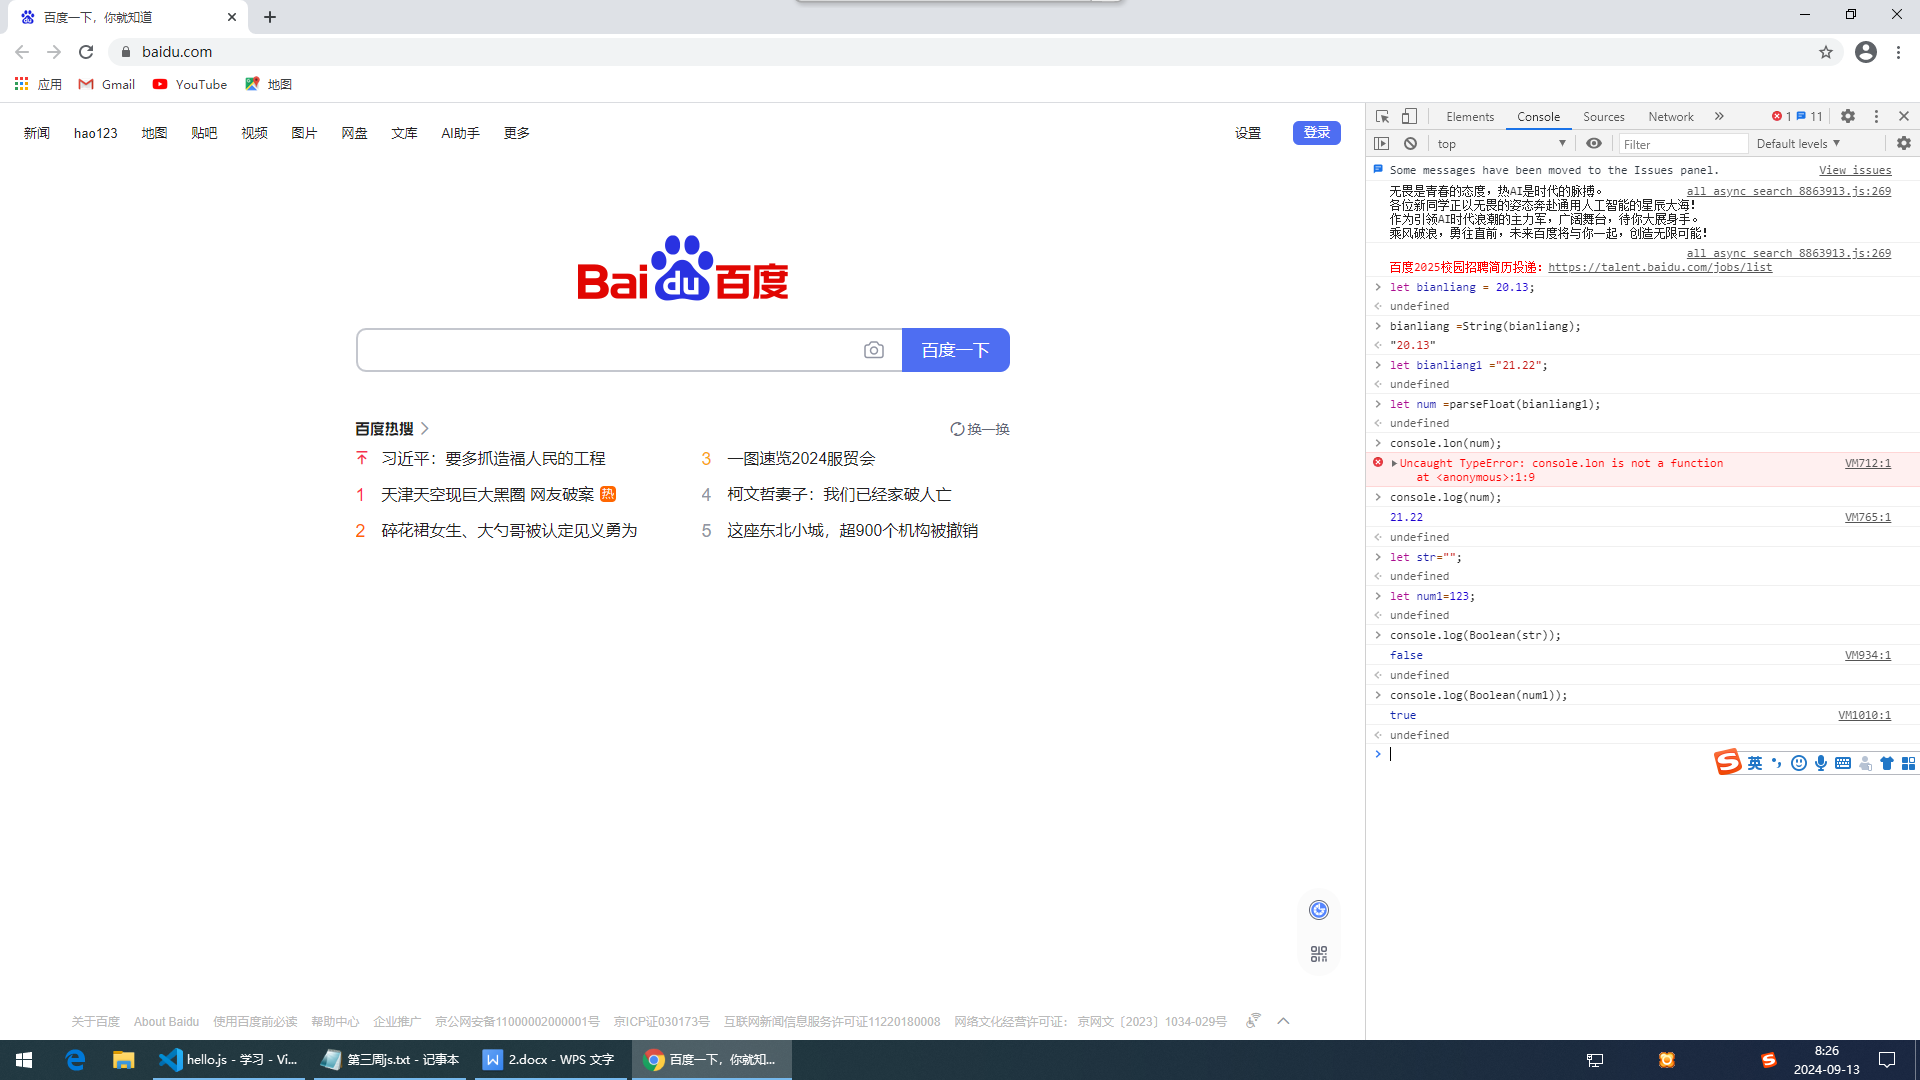 百度一下，你就知道
baidu.com
应用
Gmail
YouTube
地图
新闻
hao123
地图
贴吧
视频
图片
网盘
文库
AI助手
更多
设置
登录
Bai du 百度
百度一下
百度热搜
换一换
习近平：要多抓造福人民的工程
1 天津天空现巨大黑圈 网友破案 热
2 碎花裙女生、大勺哥被认定见义勇为
3 一图速览2024服贸会
4 柯文哲妻子：我们已经家破人亡
5 这座东北小城，超900个机构被撤销
关于百度 About Baidu 使用百度前必读 帮助中心 企业推广 京公网安备11000002000001号 京ICP证030173号 互联网新闻信息服务许可证11220180008 网络文化经营许可证： 京网文〔2023〕1034-029号
Elements Console Sources Network » 1 11
top Filter Default levels
Some messages have been moved to the Issues panel. View issues
无畏是青春的态度，热AI是时代的脉搏。 all_async_search_8863913.js:269
各位新同学正以无畏的姿态奔赴通用人工智能的星辰大海！
作为引领AI时代浪潮的主力军，广阔舞台，待你大展身手。
乘风破浪，勇往直前，未来百度将与你一起，创造无限可能！
all_async_search_8863913.js:269
百度2025校园招聘简历投递：https://talent.baidu.com/jobs/list
let bianliang = 20.13;
undefined
bianliang =String(bianliang);
"20.13"
let bianliang1 ="21.22";
undefined
let num =parseFloat(bianliang1);
undefined
console.lon(num);
Uncaught TypeError: console.lon is not a function VM712:1
at <anonymous>:1:9
console.log(num);
21.22 VM765:1
undefined
let str="";
undefined
let num1=123;
undefined
console.log(Boolean(str));
false VM934:1
undefined
console.log(Boolean(num1));
true VM1010:1
undefined
英
hello.js - 学习 - Vi...
第三周js.txt - 记事本
2.docx - WPS 文字
百度一下，你就知...
8:26
2024-09-13